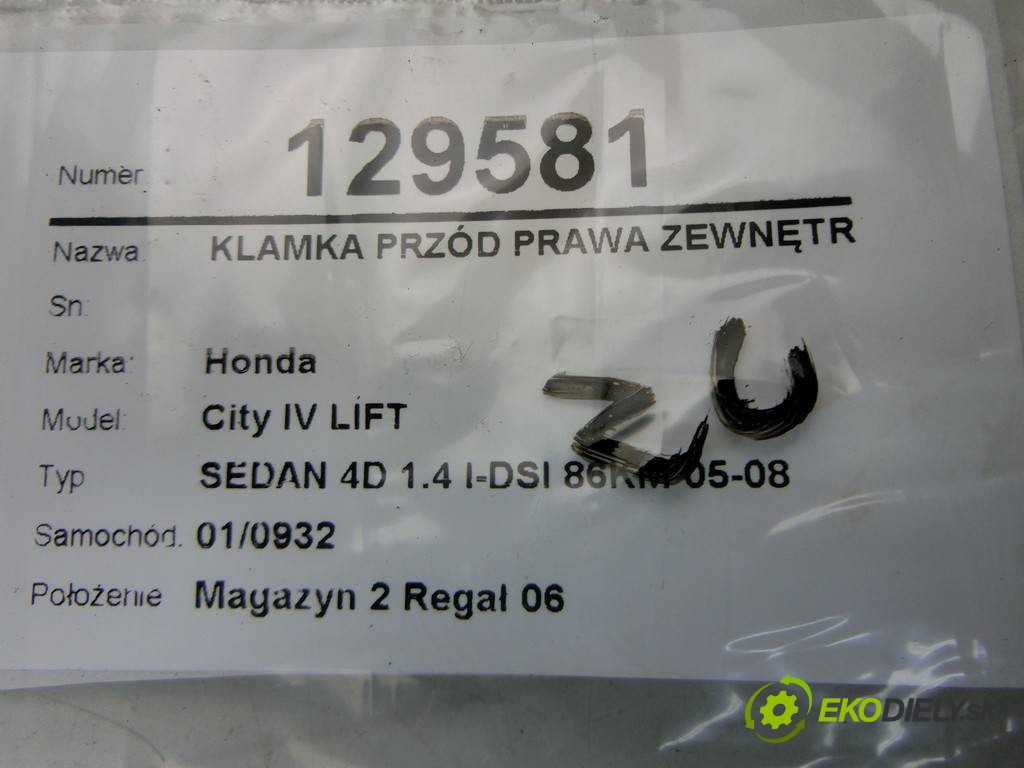 Numer 129581
Nazwa: KLAMKA PRZÓD PRAWA ZEWNĘTR
Sn:
Marka: Honda
Model: City IV LIFT
Typ SEDAN 4D 1.4 I-DSI 86KM 05-08
Samochód. 01/0932
Położenie Magazyn 2 Regał 06
ZU
EKODIELY.sk